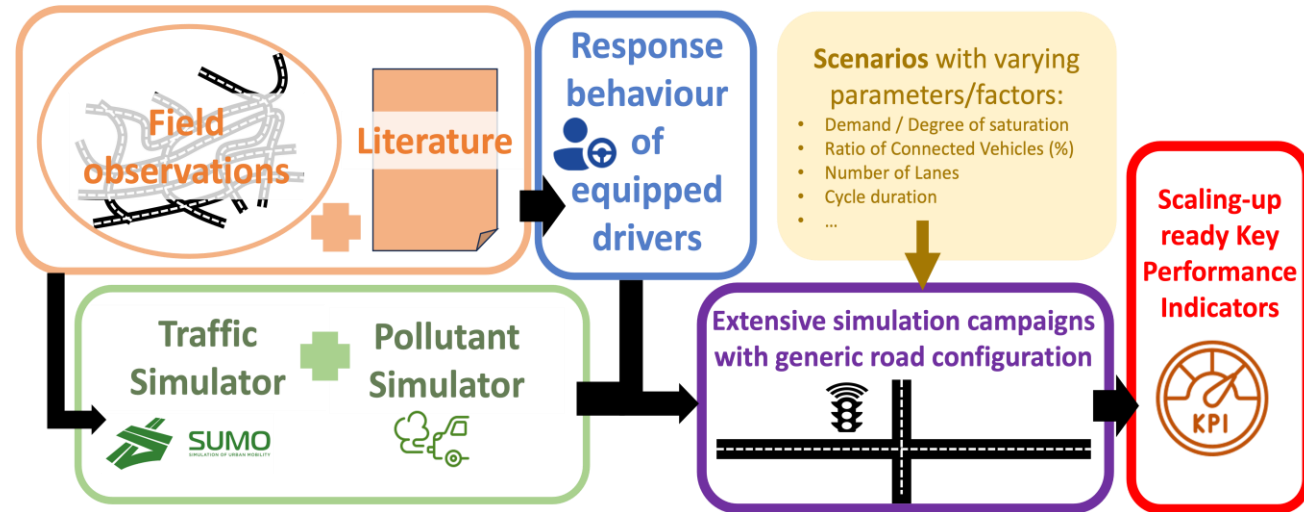 Field
observations
Literature
Response
behaviour
of
equipped
drivers
Scenarios with varying
parameters/factors:
• Demand / Degree of saturation
• Ratio of Connected Vehicles (%)
• Number of Lanes
• Cycle duration
• ...
Traffic
Simulator
SUMO
SIMULATION OF URBAN MOBILITY
Pollutant
Simulator
Extensive simulation campaigns
with generic road configuration
Scaling-up
ready Key
Performance
Indicators
KPI